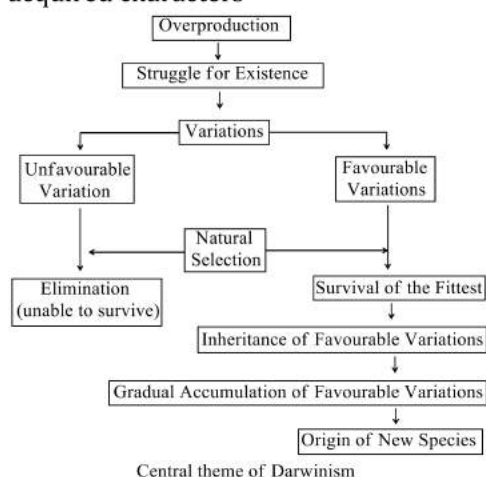 acquired characters
Overproduction
Struggle for Existence
Variations
Unfavourable
Variation
Favourable
Variations
Natural
Selection
Elimination
(unable to survive)
Survival of the Fittest
Inheritance of Favourable Variations
Gradual Accumulation of Favourable Variations
Origin of New Species
Central theme of Darwinism